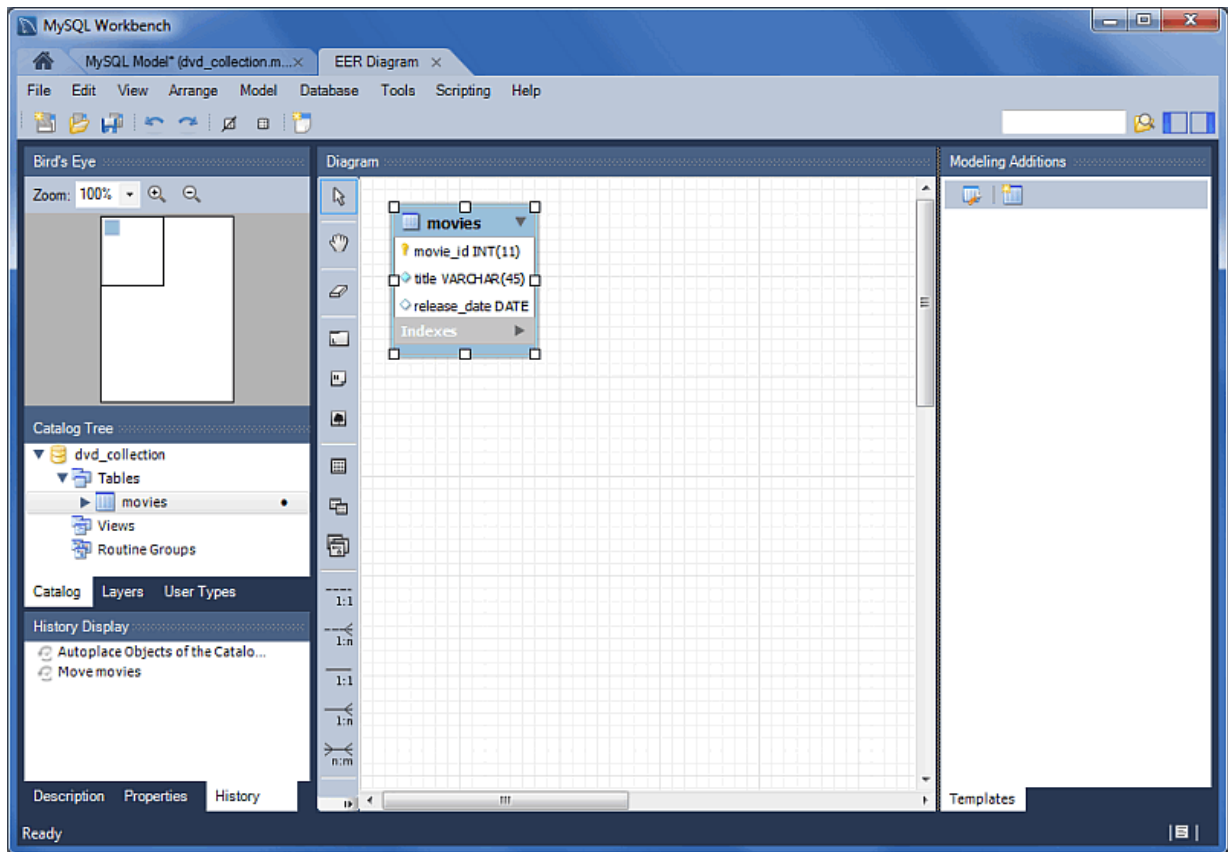 MySQL Workbench
MySQL Model* (dvd_collection.m...
EER Diagram
File Edit View Arrange Model Database Tools Scripting Help
Bird's Eye
Zoom: 100%
Catalog Tree
dvd_collection
Tables
movies
Views
Routine Groups
Catalog Layers User Types
History Display
Autoplace Objects of the Catalo...
Move movies
Description Properties History
Diagram
movies
movie_id INT(11)
title VARCHAR(45)
release_date DATE
Indexes
1:1
1:n
1:1
1:n
n:m
Modeling Additions
Templates
Ready